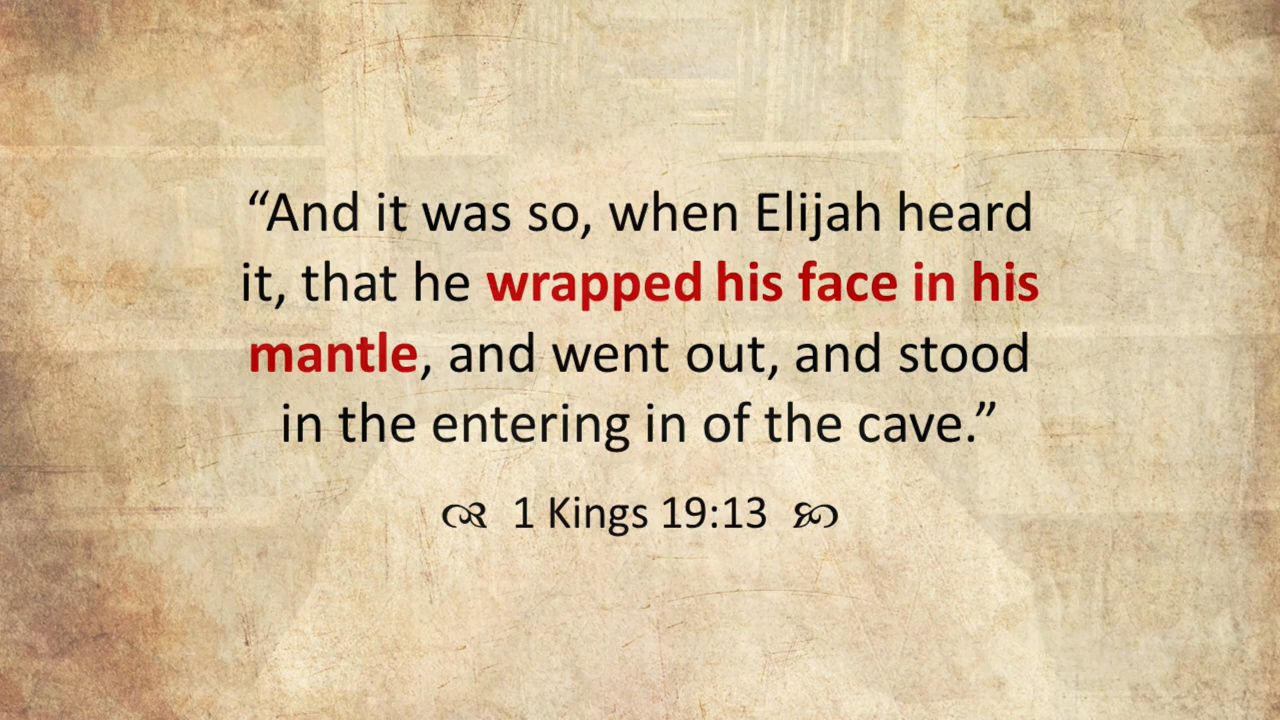 “And it was so, when Elijah heard
it, that he wrapped his face in his
mantle, and went out, and stood
in the entering in of the cave.”
1 Kings 19:13